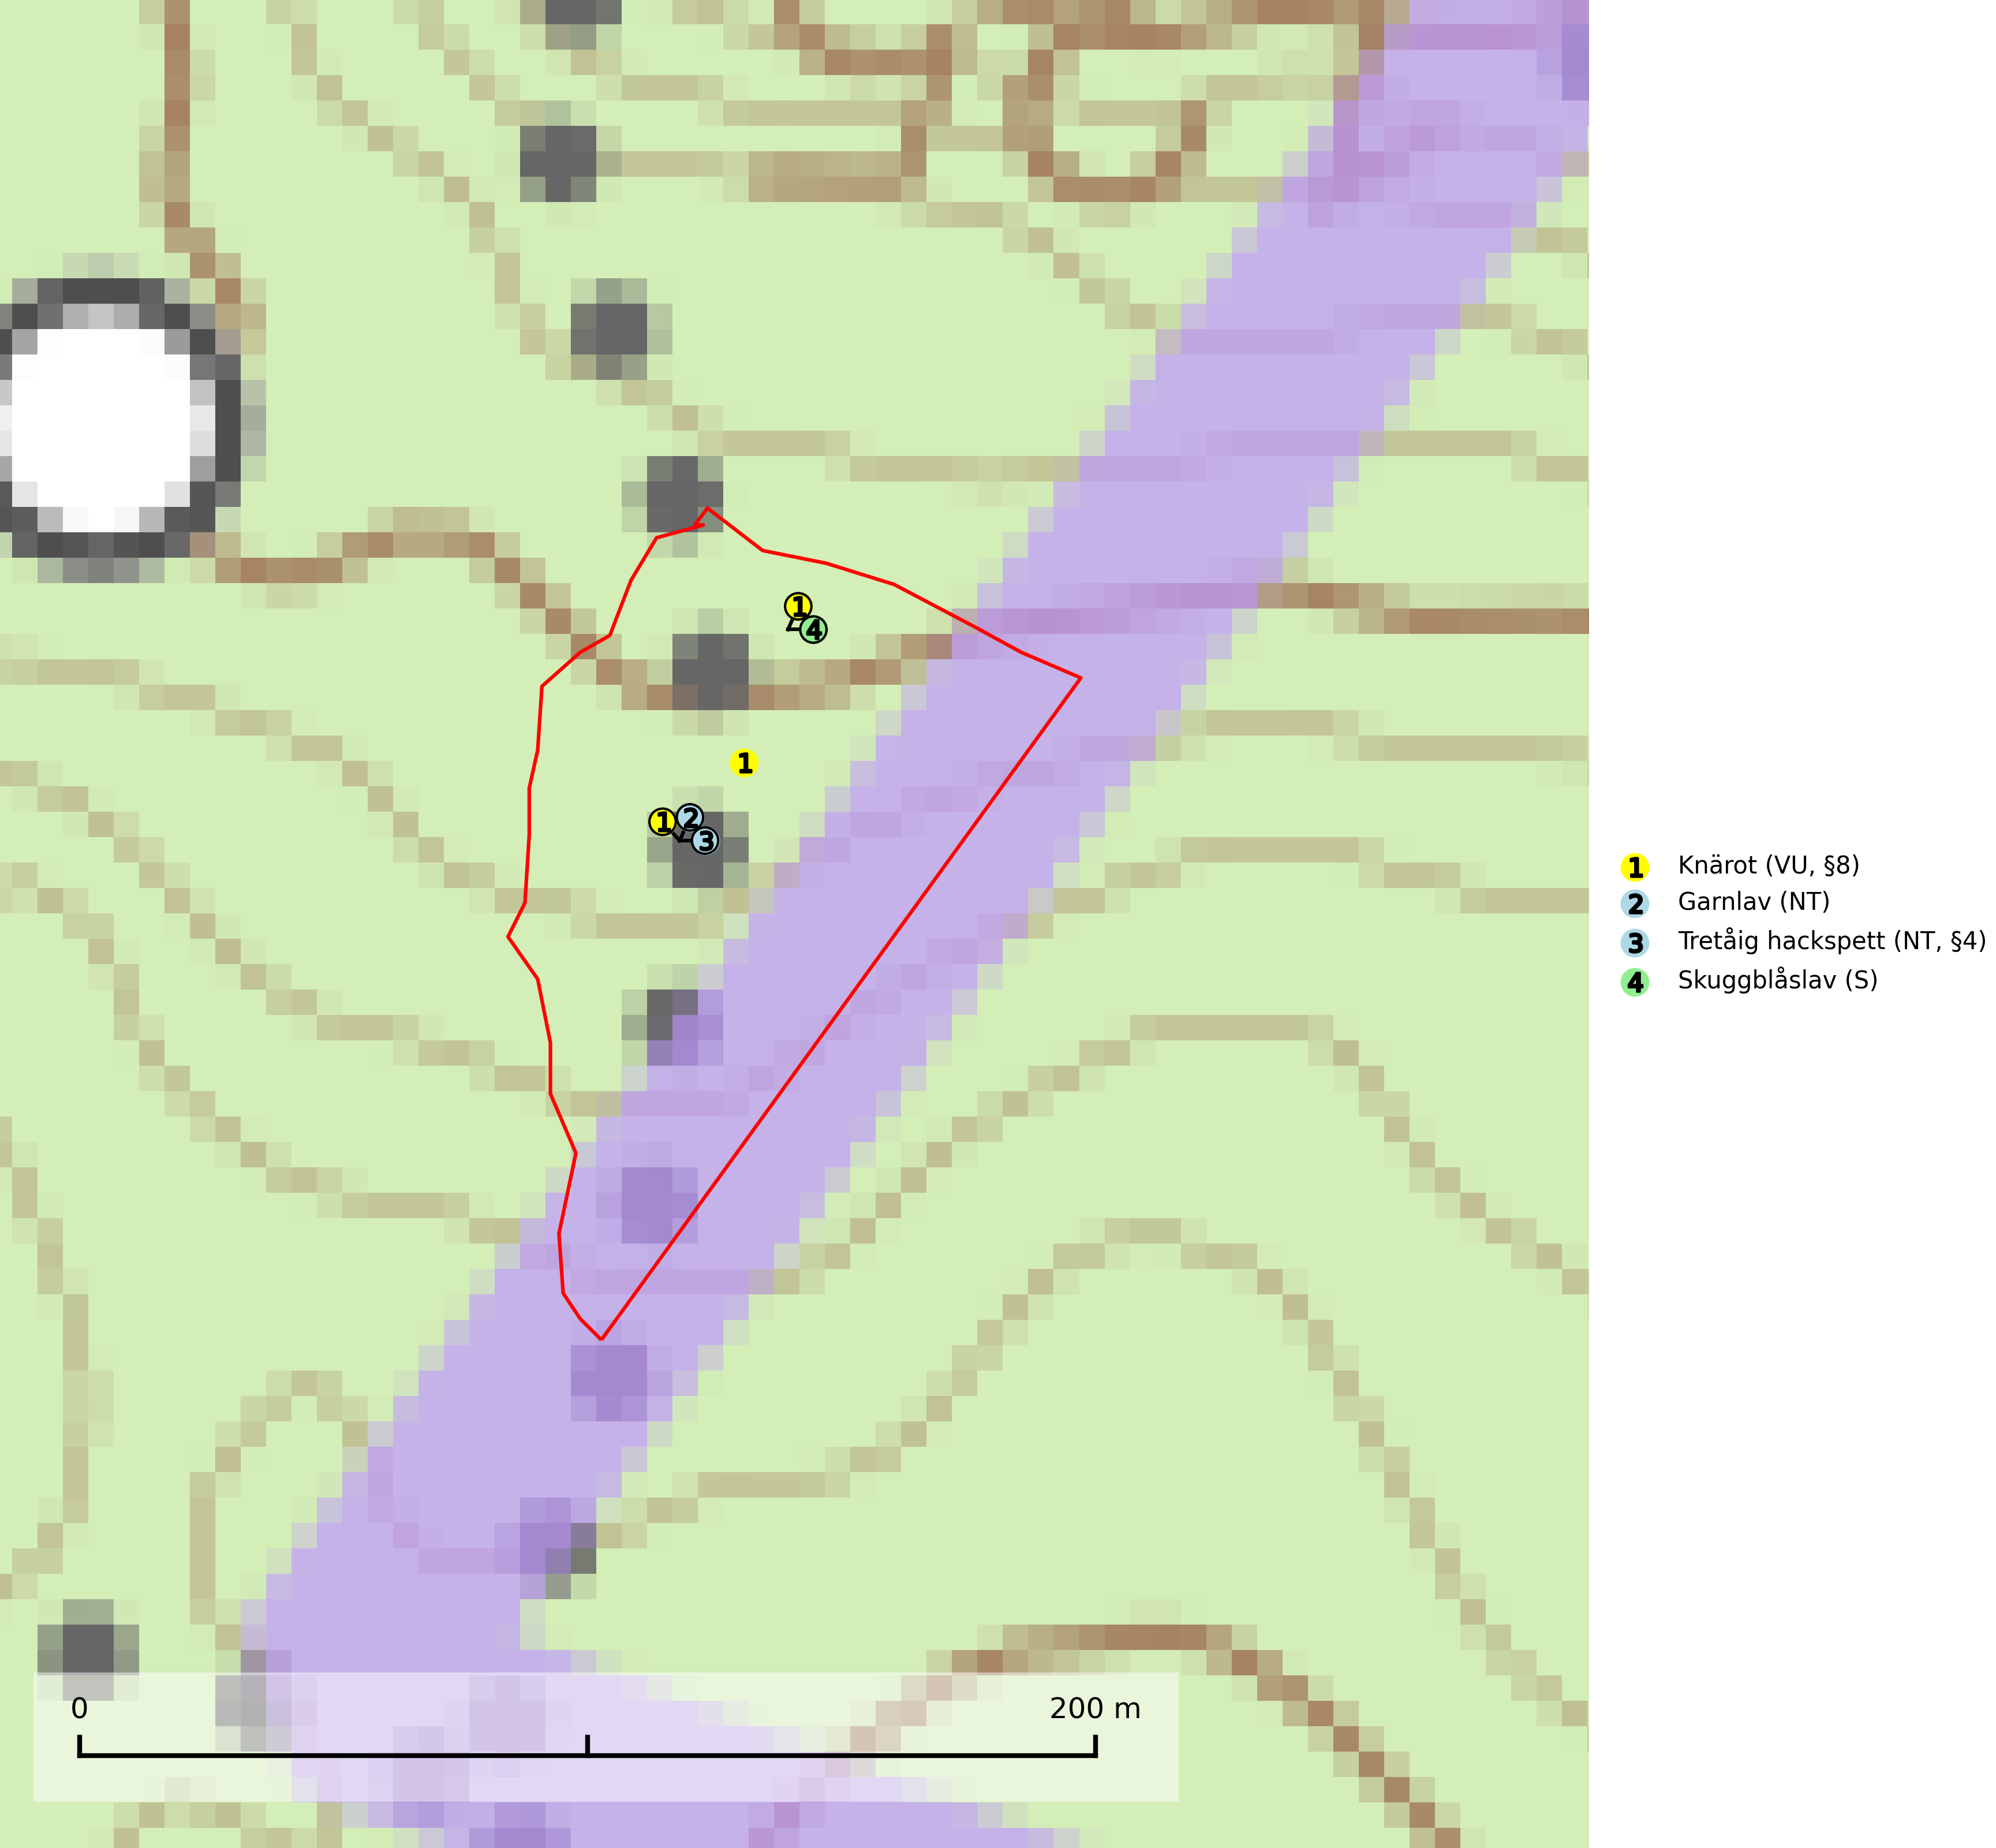 1
4
1
1 2
3
1 Knärot (VU, §8)
2 Garnlav (NT)
3 Tretåig hackspett (NT, §4)
4 Skuggblåslav (S)
0 200 m